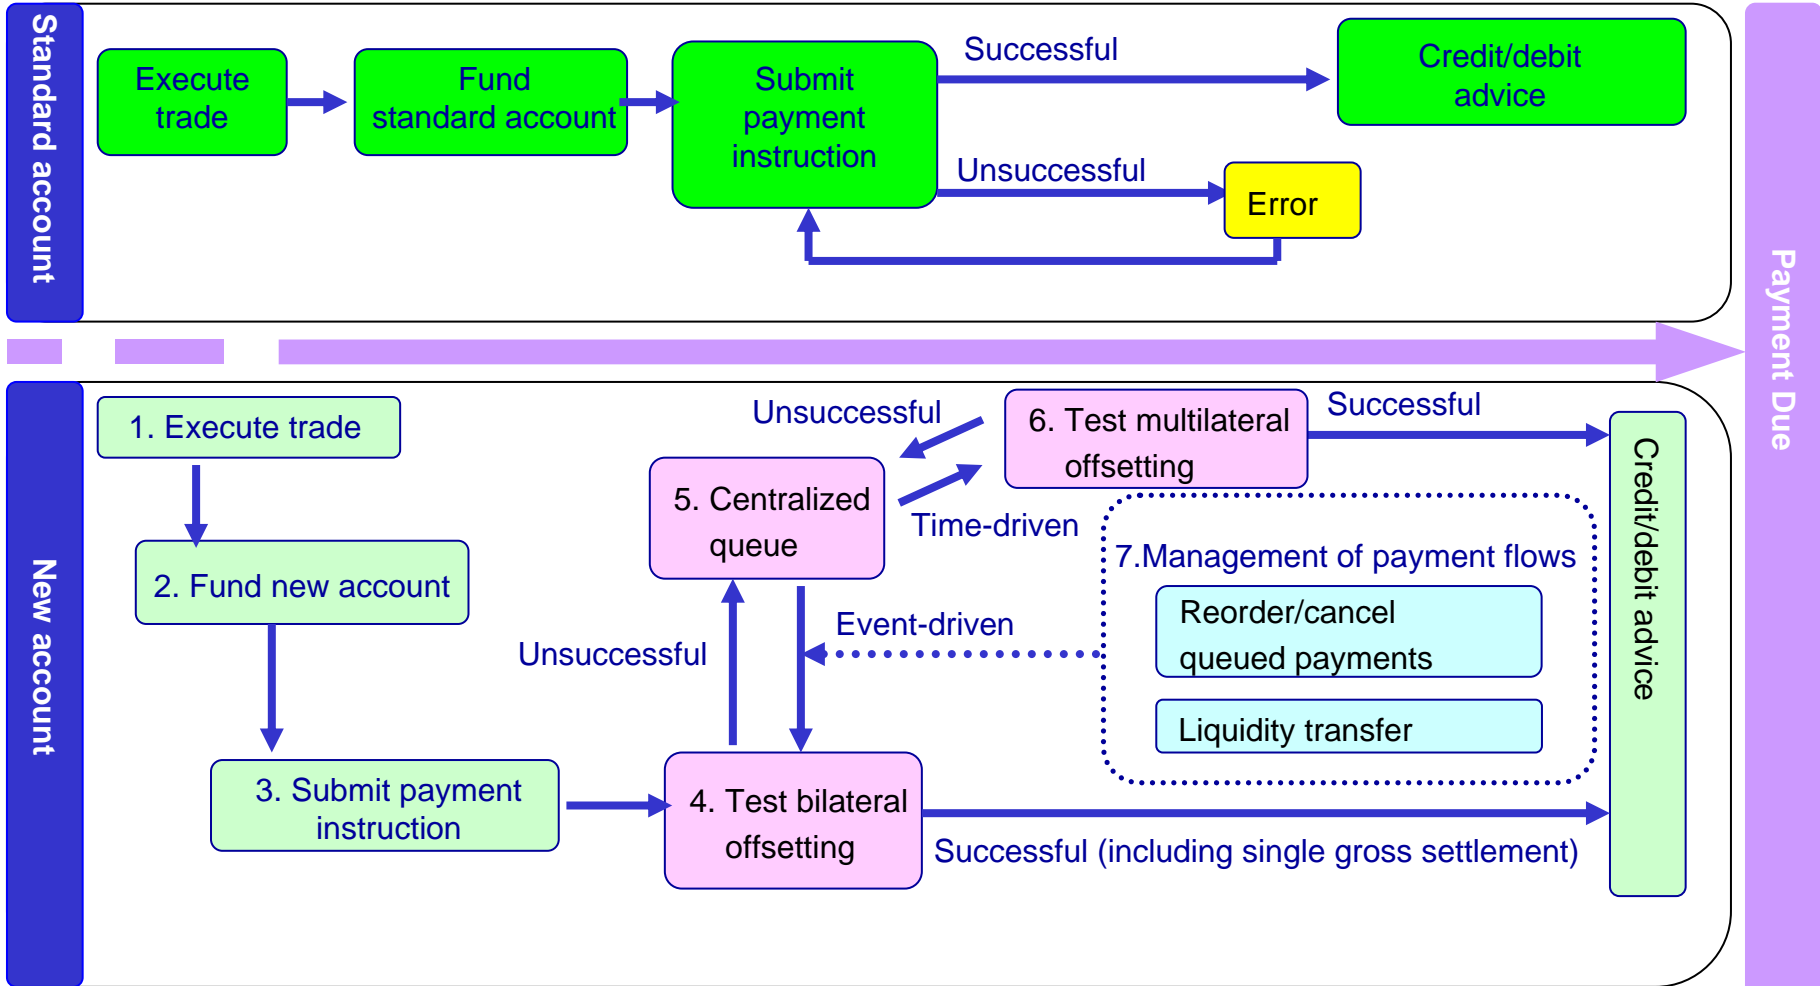 Standard account
Execute
trade
Fund
standard account
Submit
payment
instruction
Successful
Unsuccessful
Credit/debit
advice
Error
Payment Due
New account
1. Execute trade
2. Fund new account
3. Submit payment
instruction
4. Test bilateral
offsetting
Unsuccessful
5. Centralized
queue
Unsuccessful
Time-driven
6. Test multilateral
offsetting
Successful
Event-driven
7.Management of payment flows
Reorder/cancel
queued payments
Liquidity transfer
Successful (including single gross settlement)
Credit/debit advice